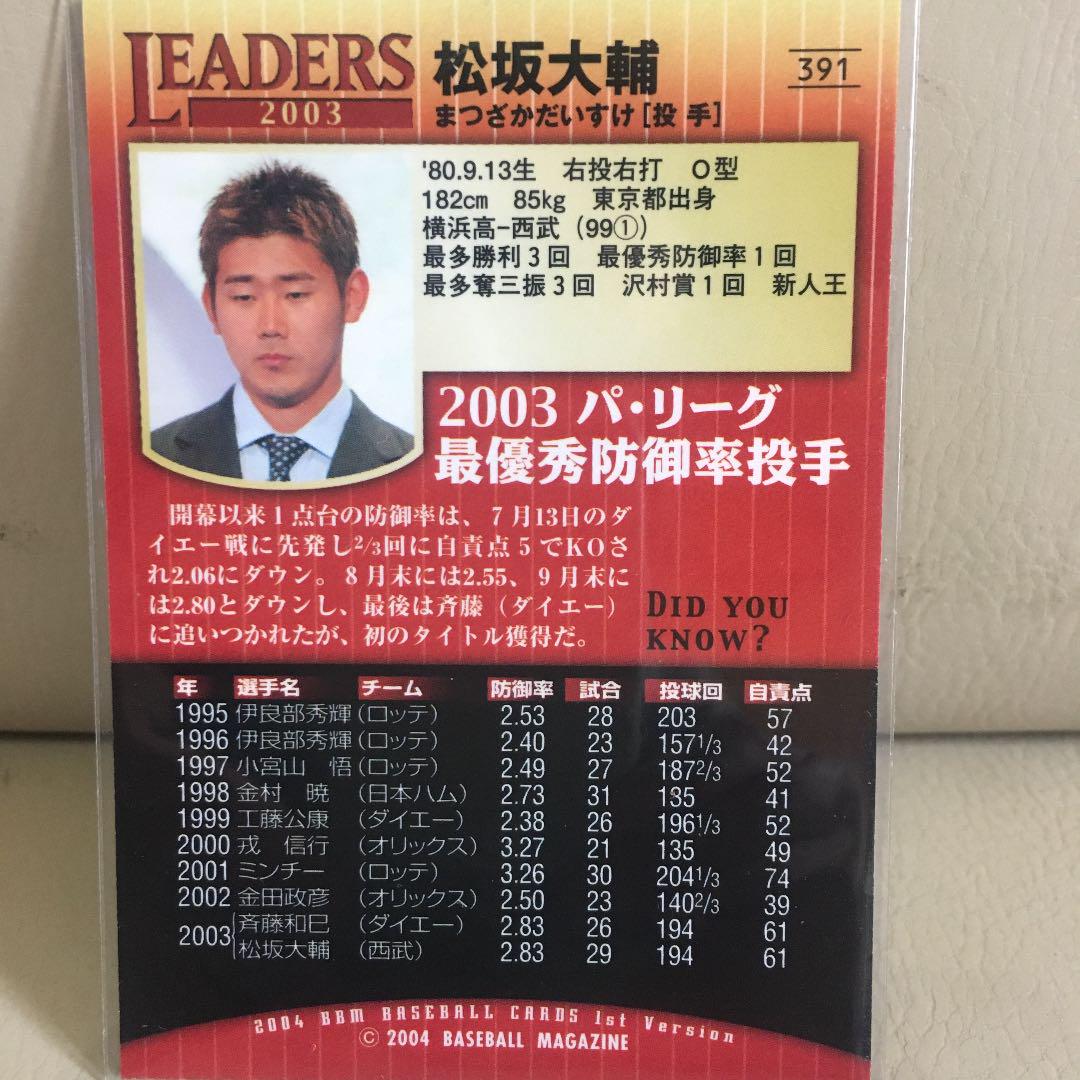 LEADERS
2003
松坂大輔
まつざかだいすけ［投 手］
391
'80.9.13生　右投右打　O型
182cm　85kg　東京都出身
横浜高−西武（99①）
最多勝利３回　最優秀防御率１回
最多奪三振３回　沢村賞１回　新人王
2003 パ・リーグ
最優秀防御率投手
開幕以来１点台の防御率は、７月13日のダ
イエー戦に先発し2/3回に自責点５でKOさ
れ2.06にダウン。８月末には2.55、９月末に
は2.80とダウンし、最後は斉藤（ダイエー）
に追いつかれたが、初のタイトル獲得だ。
DID YOU
KNOW?
年 選手名 チーム 防御率 試合 投球回 自責点
1995 伊良部秀輝（ロッテ） 2.53 28 203 57
1996 伊良部秀輝（ロッテ） 2.40 23 157 1/3 42
1997 小宮山　悟（ロッテ） 2.49 27 187 2/3 52
1998 金村　暁（日本ハム） 2.73 31 135 41
1999 工藤公康（ダイエー） 2.38 26 196 1/3 52
2000 戎　信行（オリックス） 3.27 21 135 49
2001 ミンチー（ロッテ） 3.26 30 204 1/3 74
2002 金田政彦（オリックス） 2.50 23 140 2/3 39
2003 斉藤和巳（ダイエー） 2.83 26 194 61
松坂大輔（西武） 2.83 29 194 61
2004 BBM BASEBALL CARDS 1st Version
© 2004 BASEBALL MAGAZINE